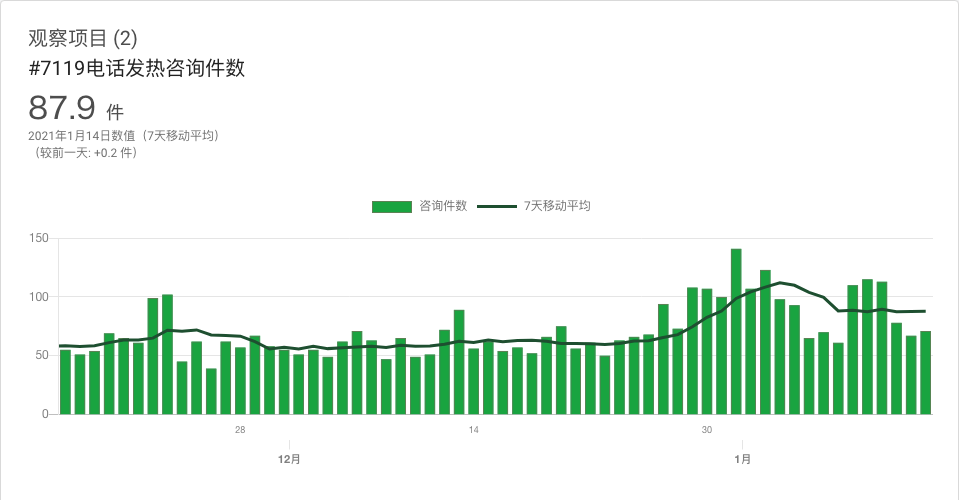 观察项目 (2)
#7119电话发热咨询件数
87.9 件
2021年1月14日数值（7天移动平均）
（较前一天: +0.2 件）
咨询件数 7天移动平均
150
100
50
0
28 14 30
12月 1月